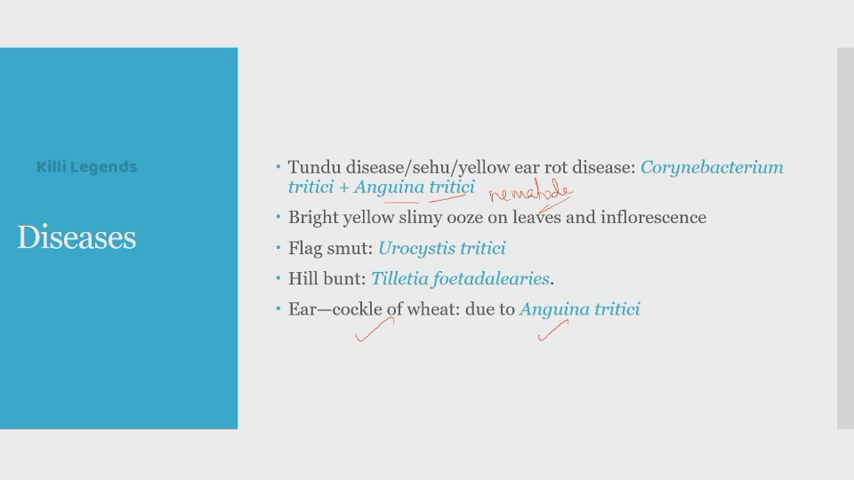 Killi Legends
Diseases
• Tundu disease/sehu/yellow ear rot disease: Corynebacterium
tritici + Anguina tritici nematode
• Bright yellow slimy ooze on leaves and inflorescence
• Flag smut: Urocystis tritici
• Hill bunt: Tilletia foetadalearies.
• Ear—cockle of wheat: due to Anguina tritici